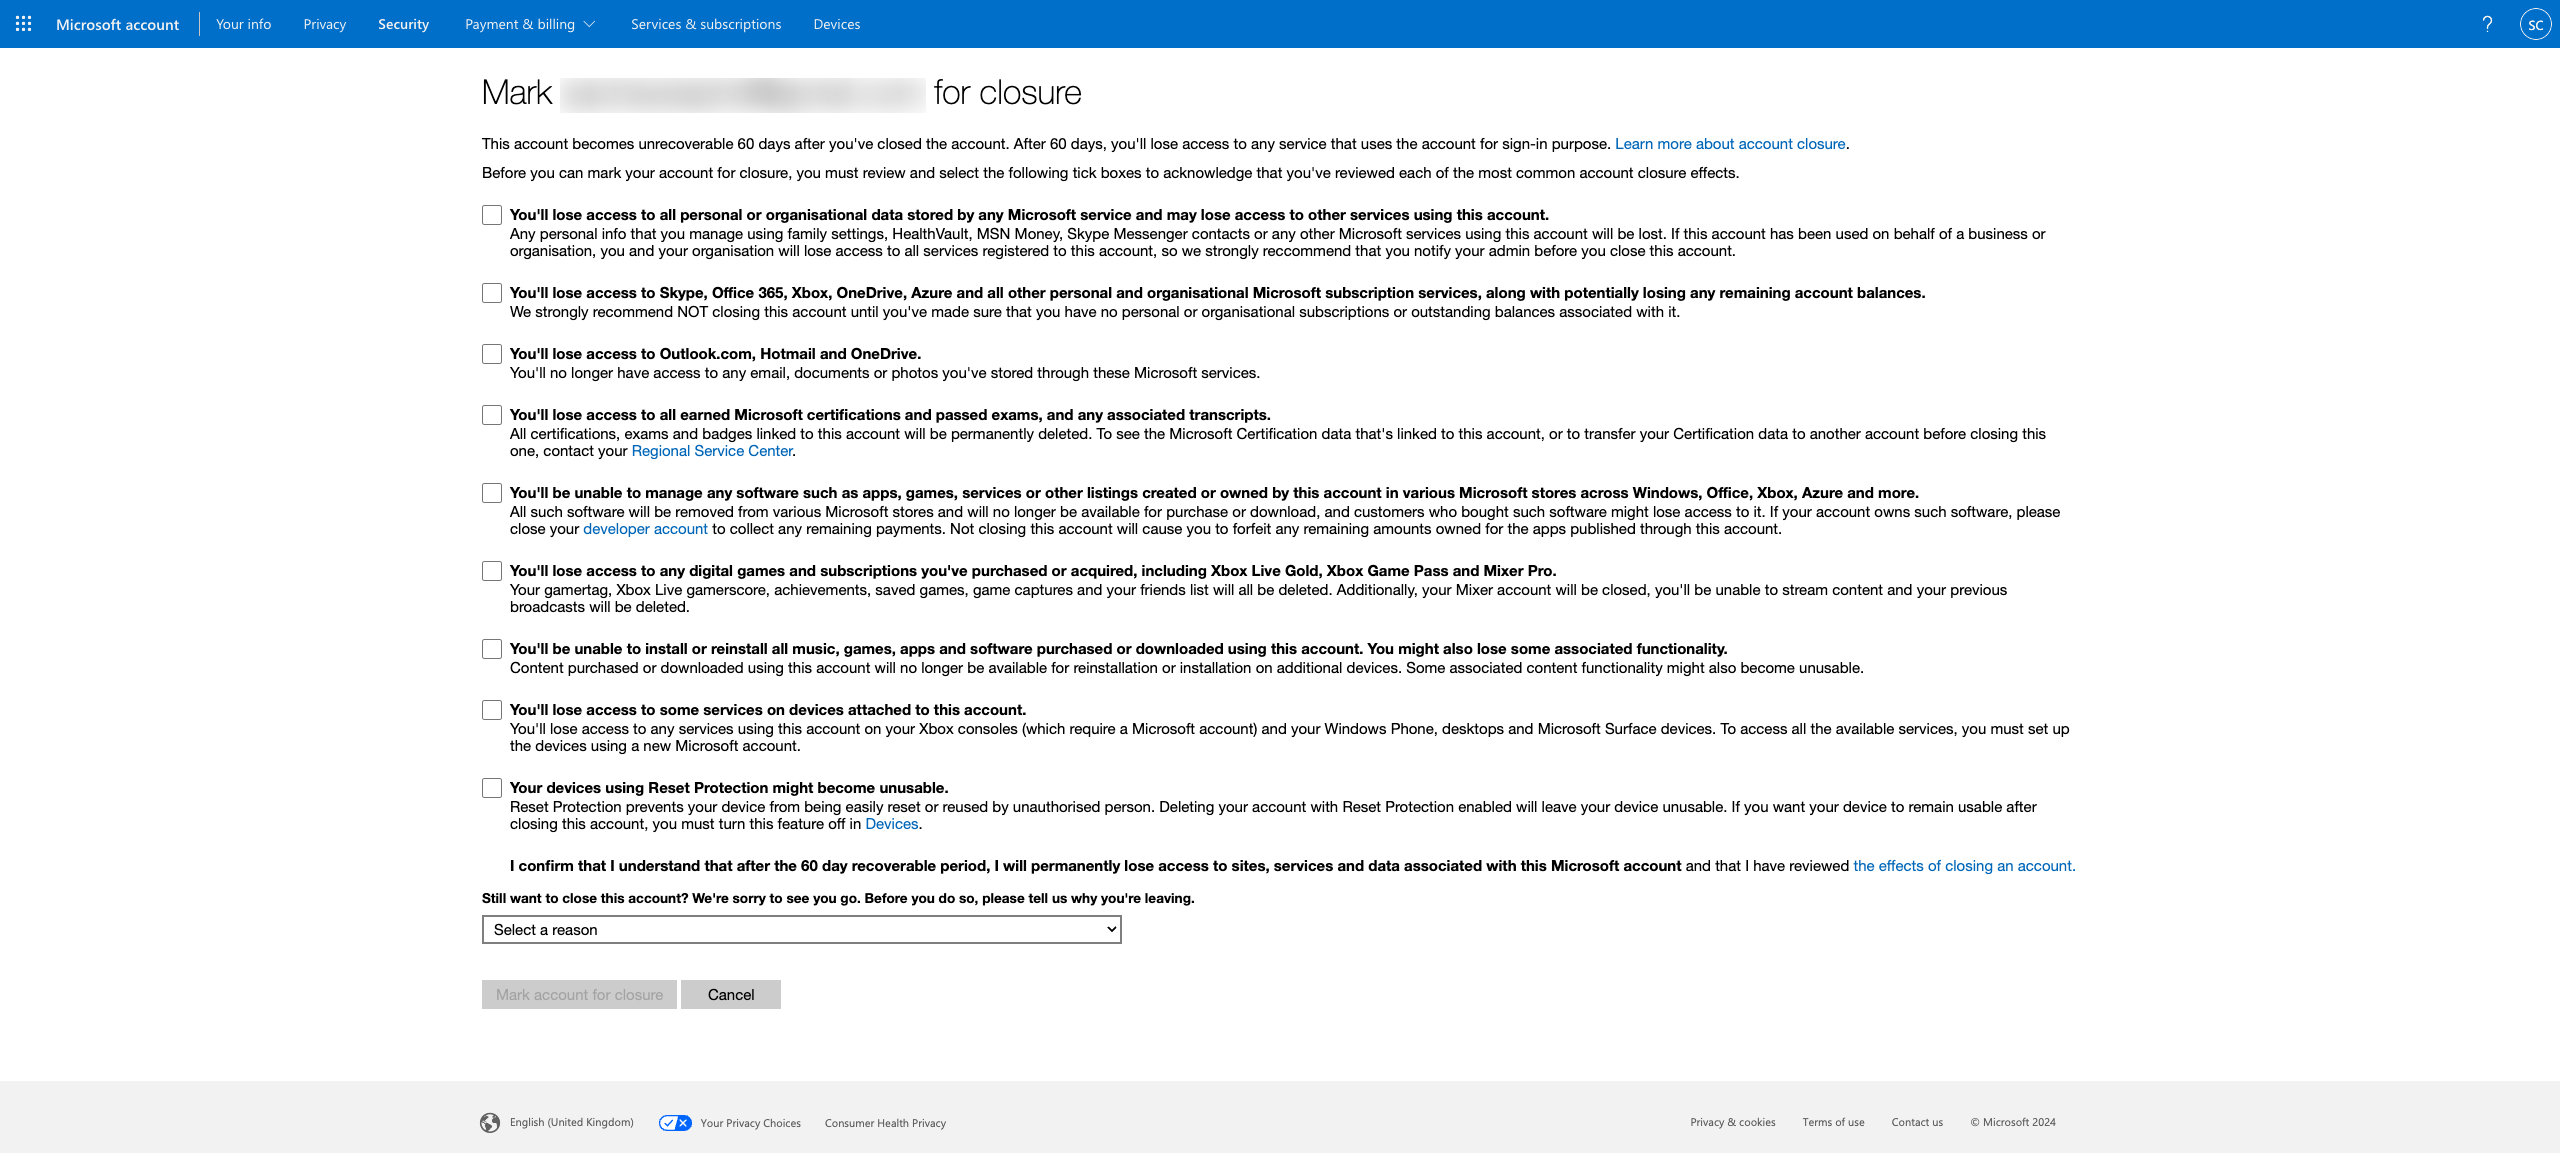 Microsoft account
Your info
Privacy
Security
Payment & billing
Services & subscriptions
Devices
?
SC
Mark for closure
This account becomes unrecoverable 60 days after you've closed the account. After 60 days, you'll lose access to any service that uses the account for sign-in purpose. Learn more about account closure.
Before you can mark your account for closure, you must review and select the following tick boxes to acknowledge that you've reviewed each of the most common account closure effects.
You'll lose access to all personal or organisational data stored by any Microsoft service and may lose access to other services using this account.
Any personal info that you manage using family settings, HealthVault, MSN Money, Skype Messenger contacts or any other Microsoft services using this account will be lost. If this account has been used on behalf of a business or
organisation, you and your organisation will lose access to all services registered to this account, so we strongly reccommend that you notify your admin before you close this account.
You'll lose access to Skype, Office 365, Xbox, OneDrive, Azure and all other personal and organisational Microsoft subscription services, along with potentially losing any remaining account balances.
We strongly recommend NOT closing this account until you've made sure that you have no personal or organisational subscriptions or outstanding balances associated with it.
You'll lose access to Outlook.com, Hotmail and OneDrive.
You'll no longer have access to any email, documents or photos you've stored through these Microsoft services.
You'll lose access to all earned Microsoft certifications and passed exams, and any associated transcripts.
All certifications, exams and badges linked to this account will be permanently deleted. To see the Microsoft Certification data that's linked to this account, or to transfer your Certification data to another account before closing this
one, contact your Regional Service Center.
You'll be unable to manage any software such as apps, games, services or other listings created or owned by this account in various Microsoft stores across Windows, Office, Xbox, Azure and more.
All such software will be removed from various Microsoft stores and will no longer be available for purchase or download, and customers who bought such software might lose access to it. If your account owns such software, please
close your developer account to collect any remaining payments. Not closing this account will cause you to forfeit any remaining amounts owned for the apps published through this account.
You'll lose access to any digital games and subscriptions you've purchased or acquired, including Xbox Live Gold, Xbox Game Pass and Mixer Pro.
Your gamertag, Xbox Live gamerscore, achievements, saved games, game captures and your friends list will all be deleted. Additionally, your Mixer account will be closed, you'll be unable to stream content and your previous
broadcasts will be deleted.
You'll be unable to install or reinstall all music, games, apps and software purchased or downloaded using this account. You might also lose some associated functionality.
Content purchased or downloaded using this account will no longer be available for reinstallation or installation on additional devices. Some associated content functionality might also become unusable.
You'll lose access to some services on devices attached to this account.
You'll lose access to any services using this account on your Xbox consoles (which require a Microsoft account) and your Windows Phone, desktops and Microsoft Surface devices. To access all the available services, you must set up
the devices using a new Microsoft account.
Your devices using Reset Protection might become unusable.
Reset Protection prevents your device from being easily reset or reused by unauthorised person. Deleting your account with Reset Protection enabled will leave your device unusable. If you want your device to remain usable after
closing this account, you must turn this feature off in Devices.
I confirm that I understand that after the 60 day recoverable period, I will permanently lose access to sites, services and data associated with this Microsoft account and that I have reviewed the effects of closing an account.
Still want to close this account? We're sorry to see you go. Before you do so, please tell us why you're leaving.
Select a reason
Mark account for closure
Cancel
English (United Kingdom)
Your Privacy Choices
Consumer Health Privacy
Privacy & cookies
Terms of use
Contact us
© Microsoft 2024